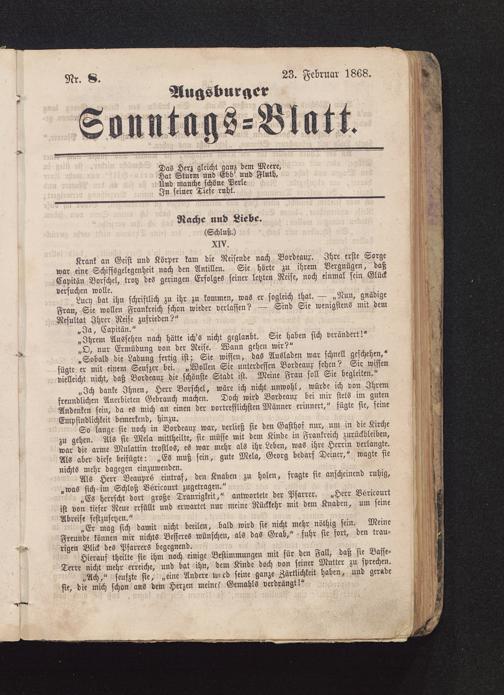 Nr. 8.
23. Februar 1868.
Augsburger
Sonntags=Blatt.
Das Herz gleicht ganz dem Meere,
Hat Sturm und Ebb' und Fluth,
Und manche schöne Perle
In seiner Tiefe ruht.
Rache und Liebe.
(Schluß.)
XIV.
Krank an Geist und Körper kam die Reisende nach Bordeaux. Ihre erste Sorge
war eine Schiffsgelegenheit nach den Antillen. Sie hörte zu ihrem Vergnügen, daß
Capitän Borschel, trotz des geringen Erfolges seiner letzten Reise, noch einmal sein Glück
versuchen wolle.
Lucy bat ihn schriftlich zu ihr zu kommen, was er sogleich that. — „Nun, gnädige
Frau, Sie wollen Frankreich schon wieder verlassen? — Sind Sie wenigstens mit dem
Resultat Ihrer Reise zufrieden?"
„Ja, Capitän."
„Ihrem Aussehen nach hätte ich's nicht geglaubt. Sie haben sich verändert!"
„O, nur Ermüdung von der Reise. Wann gehen wir?"
„Sobald die Ladung fertig ist; Sie wissen, das Ausladen war schnell geschehen,"
fügte er mit einem Seufzer bei. „Wollen Sie unterdessen Bordeaux sehen? Sie wissen
vielleicht nicht, daß Bordeaux die schönste Stadt ist. Meine Frau soll Sie begleiten."
„Ich danke Ihnen, Herr Borschel, wäre ich nicht unwohl, würde ich von Ihrem
freundlichen Anerbieten Gebrauch machen. Doch wird Bordeaux bei mir stets im guten
Andenken sein, da es mich an einen der vortrefflichsten Männer erinnert," fügte sie, seine
Empfindlichkeit bemerkend, hinzu.
So lange sie noch in Bordeaux war, verließ sie den Gasthof nur, um in die Kirche
zu gehen. Als sie Mela mittheilte, sie müsse mit dem Kinde in Frankreich zurückbleiben,
war die arme Mulattin trostlos, es war mehr als ihr Leben, was ihre Herrin verlangte.
Als aber diese beifügte: „Es muß sein, gute Mela, Georg bedarf Deiner," wagte sie
nichts mehr dagegen einzuwenden.
Als Herr Beaupré eintraf, den Knaben zu holen, fragte sie anscheinend ruhig,
„was sich im Schloß Béricourt zugetragen."
„Es herrscht dort große Traurigkeit," antwortete der Pfarrer. „Herr Béricourt
ist von tiefer Reue erfüllt und erwartet nur meine Rückkehr mit dem Knaben, um seine
Abreise festzusetzen."
„Er mag sich damit nicht beeilen, bald wird sie nicht mehr nöthig sein. Meine
Freunde können mir nichts Besseres wünschen, als das Grab," fuhr sie fort, den trau-
rigen Blick des Pfarrers begegnend.
Hierauf theilte sie ihm noch einige Bestimmungen mit für den Fall, daß sie Basse-
Terre nicht mehr erreiche, und bat ihn, dem Kinde doch von seiner Mutter zu sprechen.
„Ach," seufzte sie, „eine Andere wird seine ganze Zärtlichkeit haben, und gerade
sie, die mich schon aus dem Herzen meines Gemahls verdrängt!"